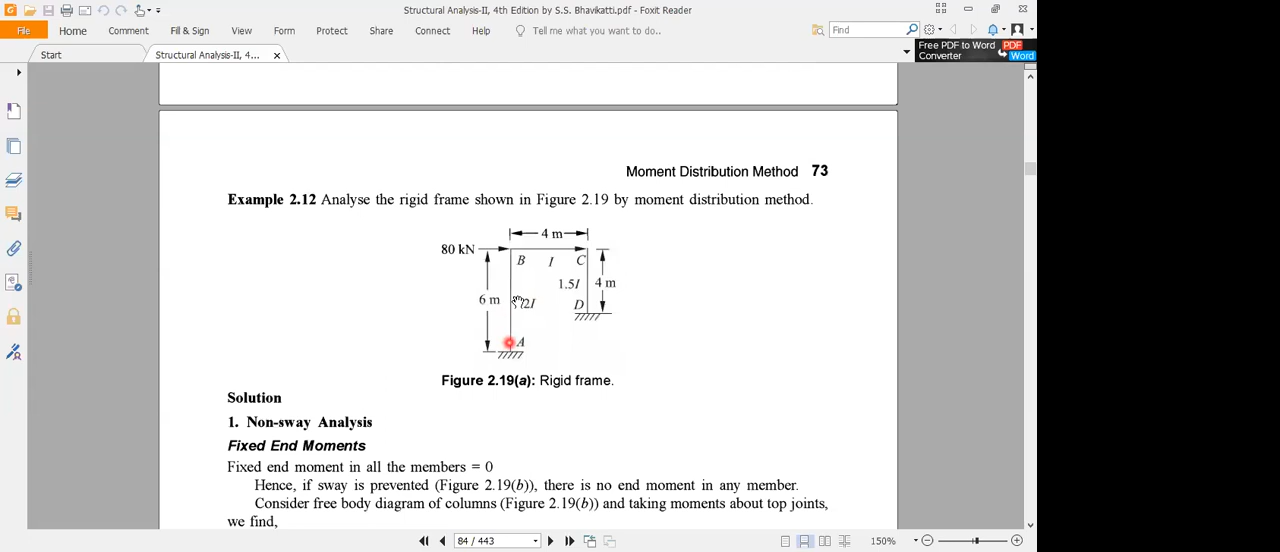 Structural Analysis-II, 4th Edition by S.S. Bhavikatti.pdf - Foxit Reader
File Home Comment Fill & Sign View Form Protect Share Connect Help Tell me what you want to do.. Find
Start Structural Analysis-II, 4...
Free PDF to Word Converter
PDF
Word
Moment Distribution Method 73
Example 2.12 Analyse the rigid frame shown in Figure 2.19 by moment distribution method.
4 m
80 kN
B I C
1.5I 4 m
6 m 2I D
A
Figure 2.19(a): Rigid frame.
Solution
1. Non-sway Analysis
Fixed End Moments
Fixed end moment in all the members = 0
Hence, if sway is prevented (Figure 2.19(b)), there is no end moment in any member.
Consider free body diagram of columns (Figure 2.19(b)) and taking moments about top joints,
we find,
84 / 443
150%